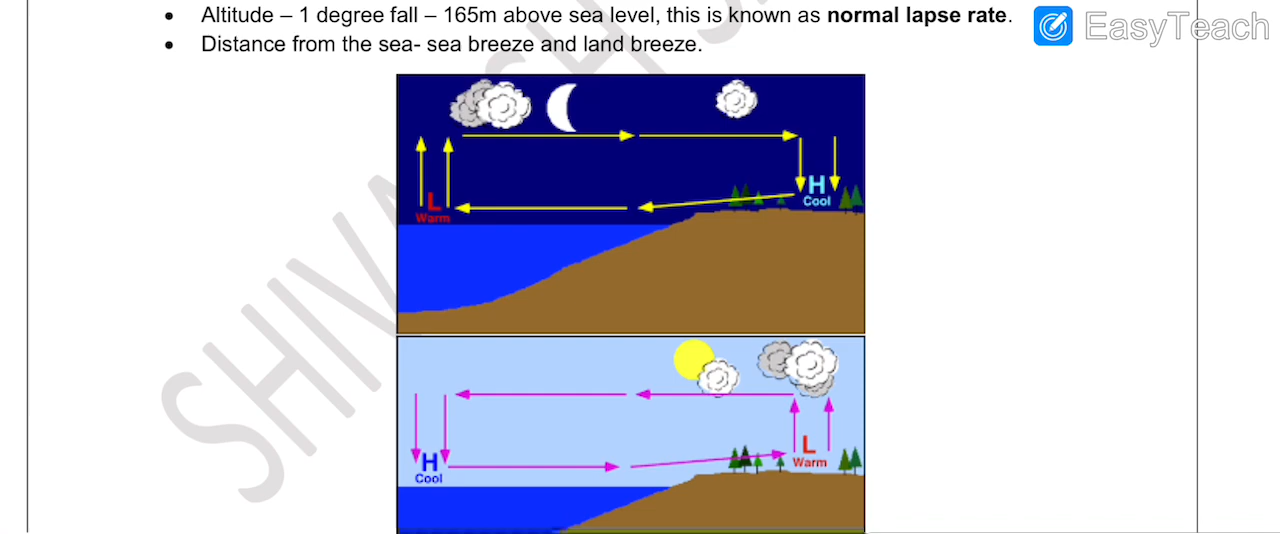 • Altitude – 1 degree fall – 165m above sea level, this is known as normal lapse rate.
• Distance from the sea- sea breeze and land breeze.
EasyTeach
H
Cool
L
Warm
L
Warm
H
Cool